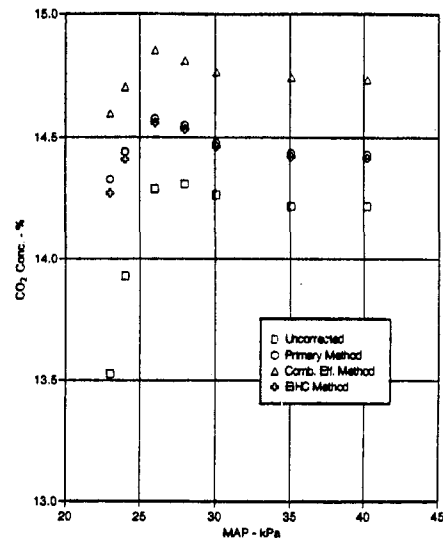 15.0
14.5
14.0
13.5
13.0
CO₂ Conc. - %
Uncorrected
Primary Method
Comb. Eff. Method
EIHC Method
20 25 30 35 40 45
MAP - kPa